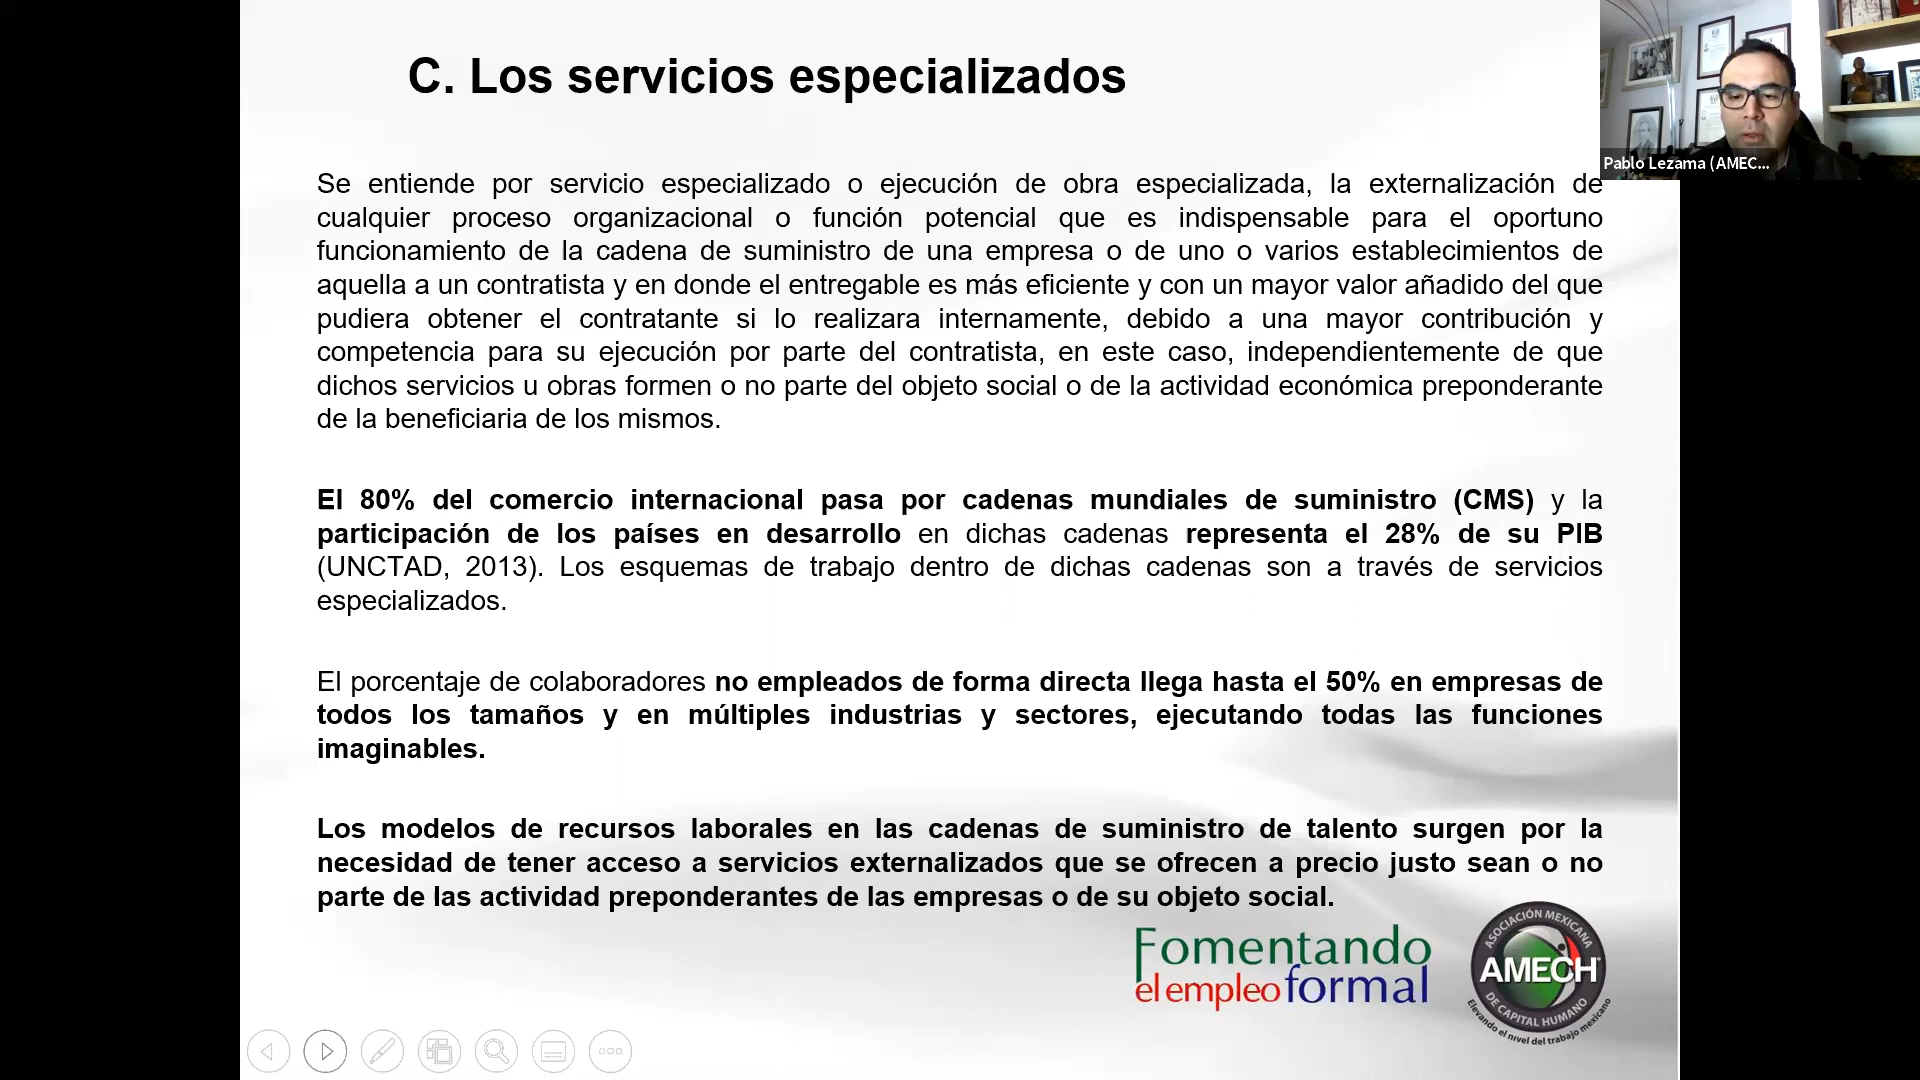 C. Los servicios especializados
Pablo Lezama (AMEC...
Se entiende por servicio especializado o ejecución de obra especializada, la externalización de
cualquier proceso organizacional o función potencial que es indispensable para el oportuno
funcionamiento de la cadena de suministro de una empresa o de uno o varios establecimientos de
aquella a un contratista y en donde el entregable es más eficiente y con un mayor valor añadido del que
pudiera obtener el contratante si lo realizara internamente, debido a una mayor contribución y
competencia para su ejecución por parte del contratista, en este caso, independientemente de que
dichos servicios u obras formen o no parte del objeto social o de la actividad económica preponderante
de la beneficiaria de los mismos.
El 80% del comercio internacional pasa por cadenas mundiales de suministro (CMS) y la
participación de los países en desarrollo en dichas cadenas representa el 28% de su PIB
(UNCTAD, 2013). Los esquemas de trabajo dentro de dichas cadenas son a través de servicios
especializados.
El porcentaje de colaboradores no empleados de forma directa llega hasta el 50% en empresas de
todos los tamaños y en múltiples industrias y sectores, ejecutando todas las funciones
imaginables.
Los modelos de recursos laborales en las cadenas de suministro de talento surgen por la
necesidad de tener acceso a servicios externalizados que se ofrecen a precio justo sean o no
parte de las actividad preponderantes de las empresas o de su objeto social.
Fomentando
el empleo formal
ASOCIACIÓN MEXICANA
AMECH
DE CAPITAL HUMANO
Elevando el nivel del trabajo mexicano